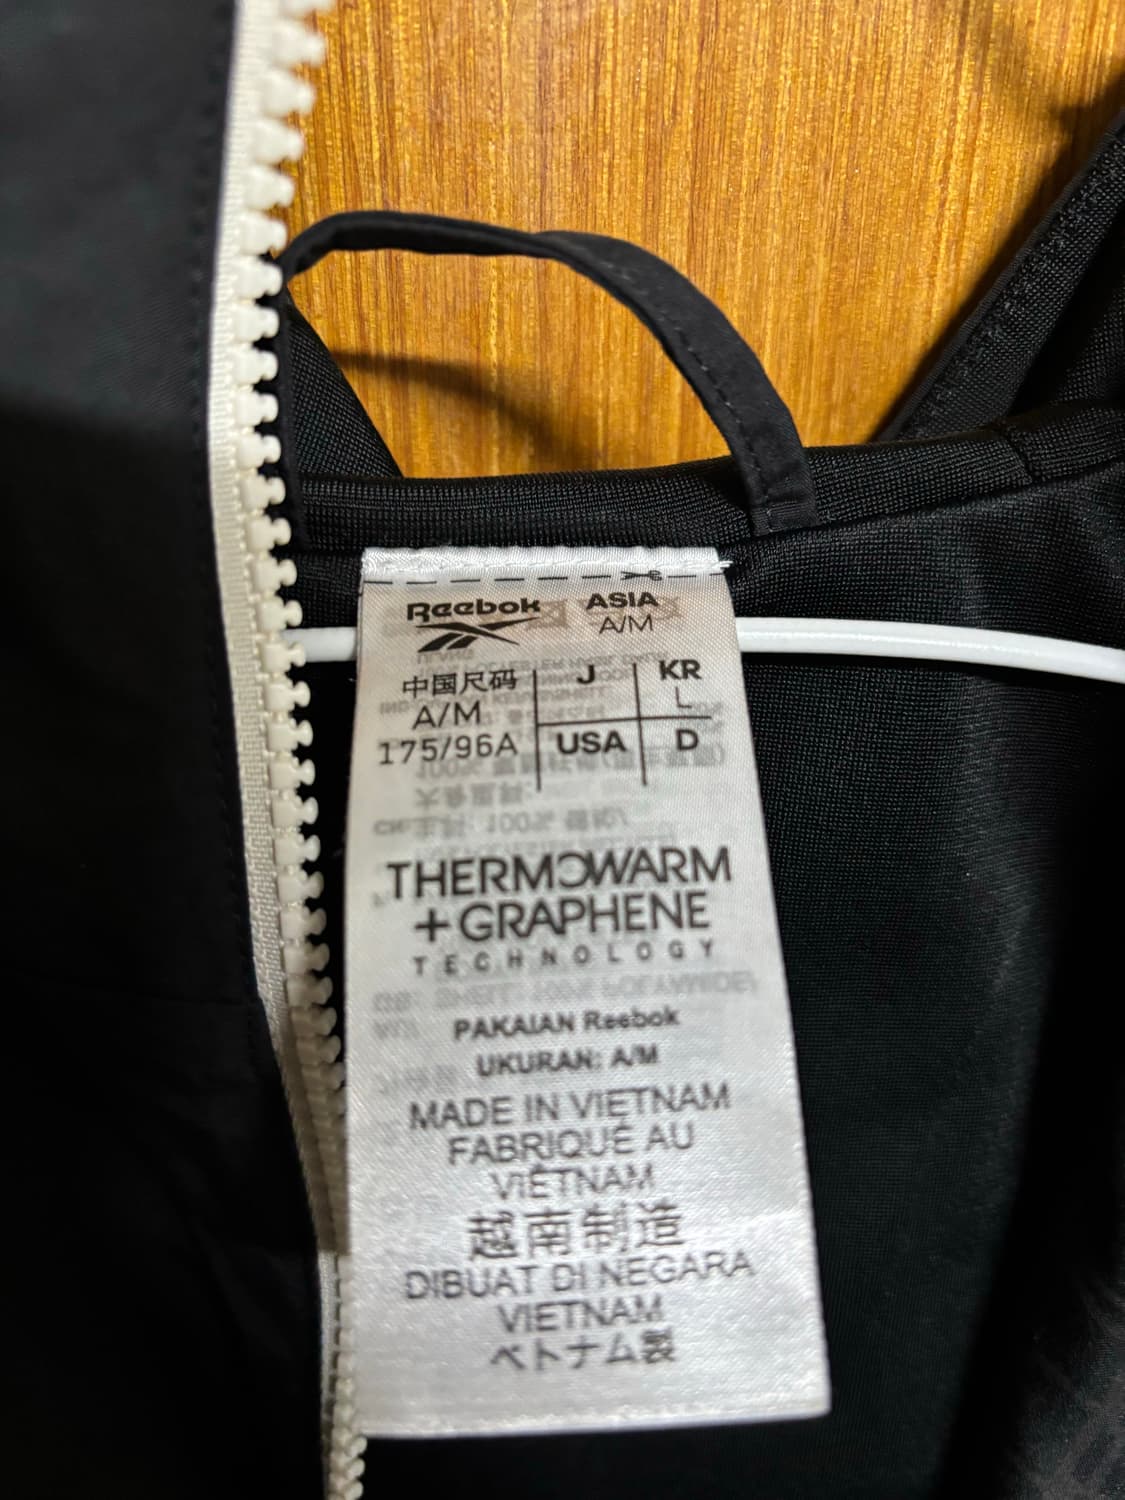 Reebok
ASIA
A/M
中国尺码
A/M
175/96A
J
KR
L
USA
D
THERMOWARM
+GRAPHENE
TECHNOLOGY
PAKAIAN Reebok
UKURAN: A/M
MADE IN VIETNAM
FABRIQUÉ AU
VIÊTNAM
越南制造
DIBUAT DI NEGARA
VIETNAM
ベトナム製